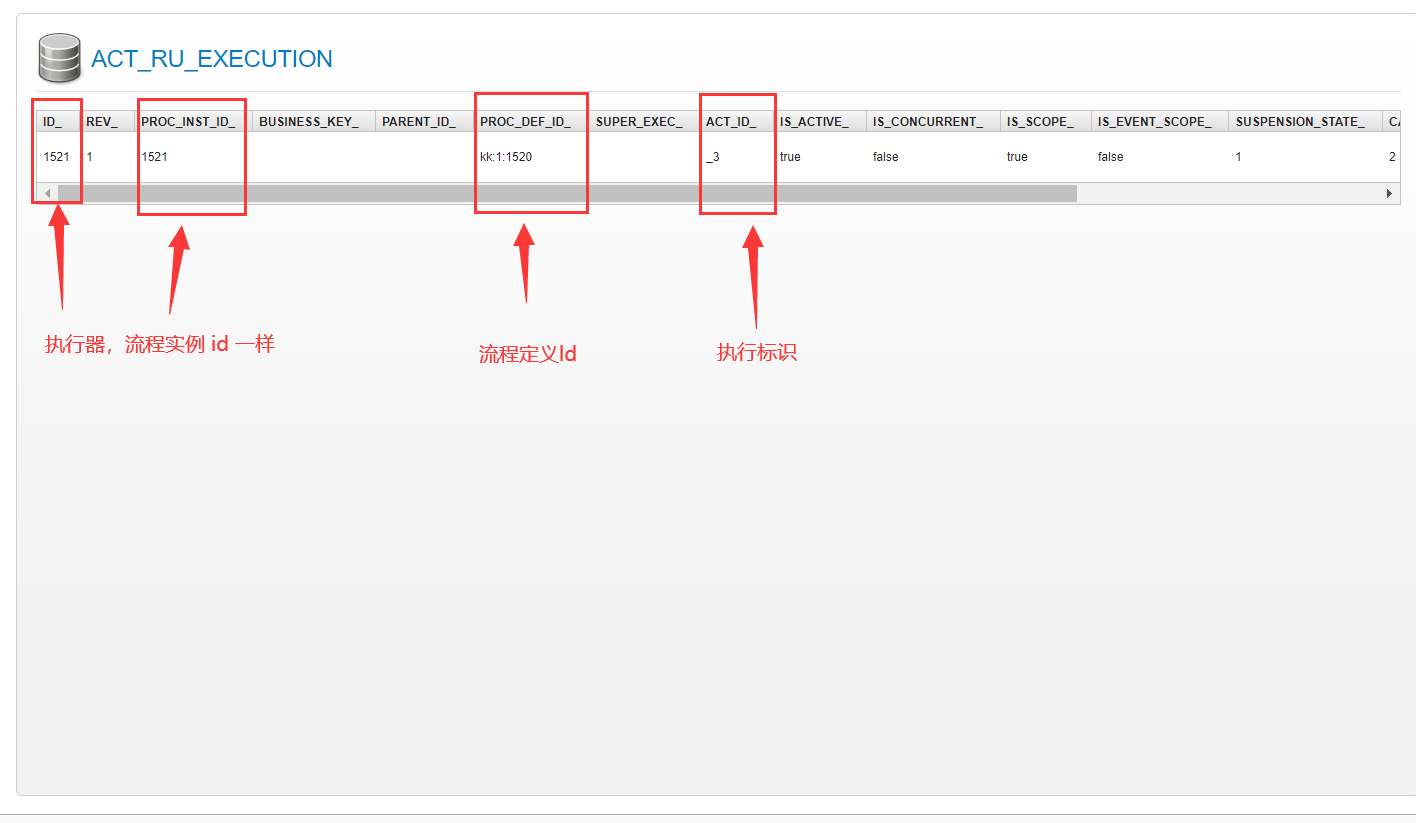 ACT_RU_EXECUTION
ID_ REV_ PROC_INST_ID_ BUSINESS_KEY_ PARENT_ID_ PROC_DEF_ID_ SUPER_EXEC_ ACT_ID_ IS_ACTIVE_ IS_CONCURRENT_ IS_SCOPE_ IS_EVENT_SCOPE_ SUSPENSION_STATE_
1521 1 1521 kk:1:1520 _3 true false true false 1 2
执行器，流程实例 id 一样
流程定义Id
执行标识